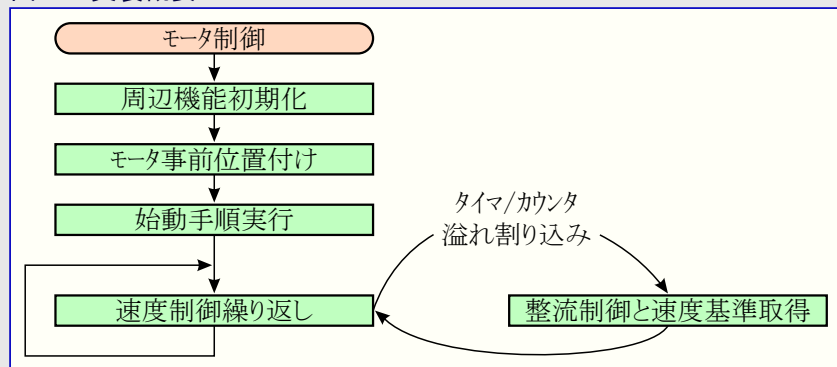 モータ制御
周辺機能初期化
モータ事前位置付け
始動手順実行
タイマ/カウンタ
溢れ割り込み
速度制御繰り返し
整流制御と速度基準取得